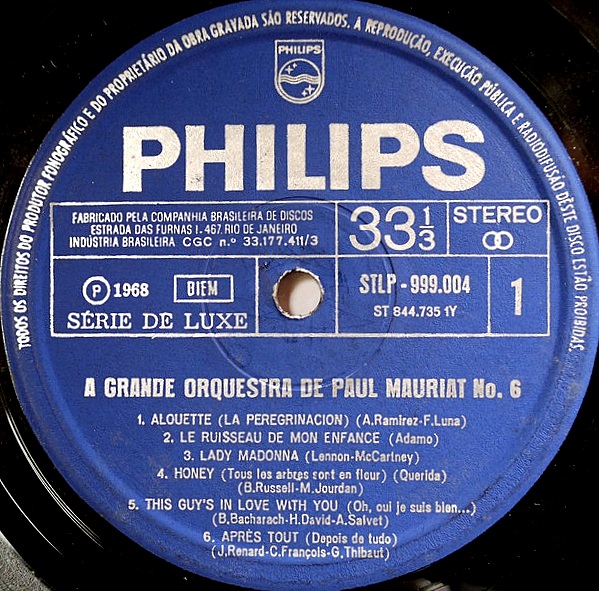 TODOS OS DIREITOS DO PRODUTOR FONOGRÁFICO E DO PROPRIETÁRIO DA OBRA GRAVADA SÃO RESERVADOS. A REPRODUÇÃO, EXECUÇÃO PÚBLICA E RADIODIFUSÃO DÊSTE DISCO ESTÃO PROIBIDAS.
PHILIPS
PHILIPS
FABRICADO PELA COMPANHIA BRASILEIRA DE DISCOS
ESTRADA DAS FURNAS 1.467. RIO DE JANEIRO
INDÚSTRIA BRASILEIRA CGC n.º 33.177.411/3
33 1/3
STEREO
Ⓟ 1968 BIEM
SÉRIE DE LUXE
STLP - 999.004
ST 844.735 1Y
1
A GRANDE ORQUESTRA DE PAUL MAURIAT No. 6
1. ALOUETTE (LA PEREGRINACION) (A.Ramirez-F.Luna)
2. LE RUISSEAU DE MON ENFANCE (Adamo)
3. LADY MADONNA (Lennon-McCartney)
4. HONEY (Tous les arbres sont en fleur) (Querida)
(B.Russell-M.Jourdan)
5. THIS GUY'S IN LOVE WITH YOU (Oh, oui je suis bien...)
(B.Bacharach-H.David-A.Salvet)
6. APRÈS TOUT (Depois de tudo)
(J.Renard-C.François-G.Thibaut)